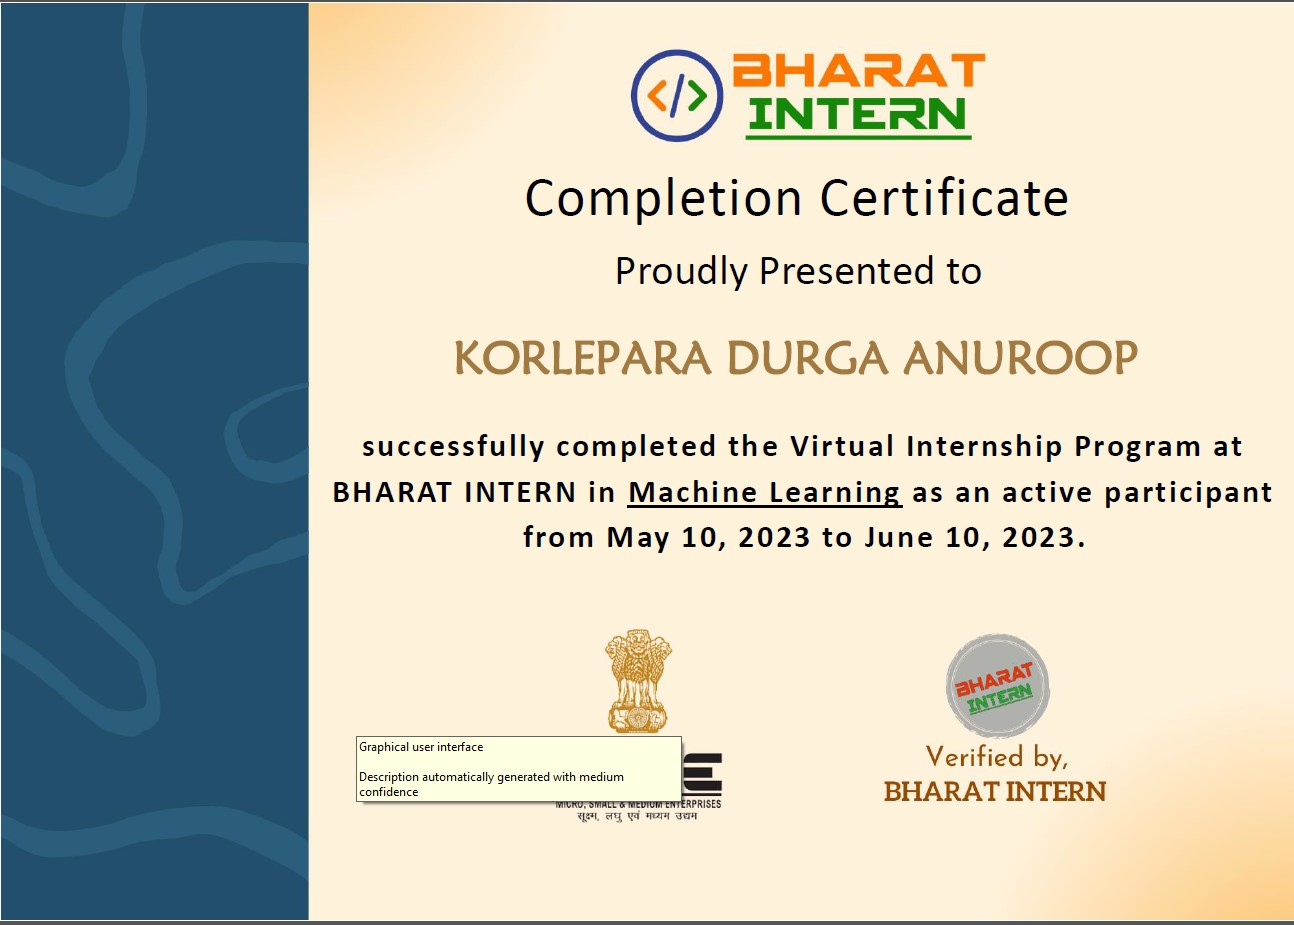 BHARAT
INTERN
Completion Certificate
Proudly Presented to
KORLEPARA DURGA ANUROOP
successfully completed the Virtual Internship Program at
BHARAT INTERN in Machine Learning as an active participant
from May 10, 2023 to June 10, 2023.
Graphical user interface
Description automatically generated with medium
confidence
E
MICRO, SMALL & MEDIUM ENTERPRISES
सूक्ष्म, लघु एवं मध्यम उद्यम
BHARAT
INTERN
Verified by,
BHARAT INTERN